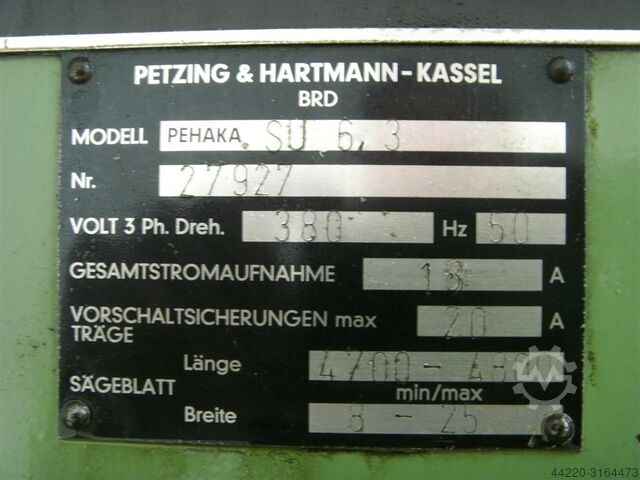 PETZING & HARTMANN-KASSEL
BRD
MODELL PEHAKA SU 6,3
Nr. 27927
VOLT 3 Ph. Dreh. 380 Hz 50
GESAMTSTROMAUFNAHME 18 A
VORSCHALTSICHERUNGEN max 20 A
TRÄGE
Länge 4700-
SÄGEBLATT min/max
Breite 8-25
44220-3164473